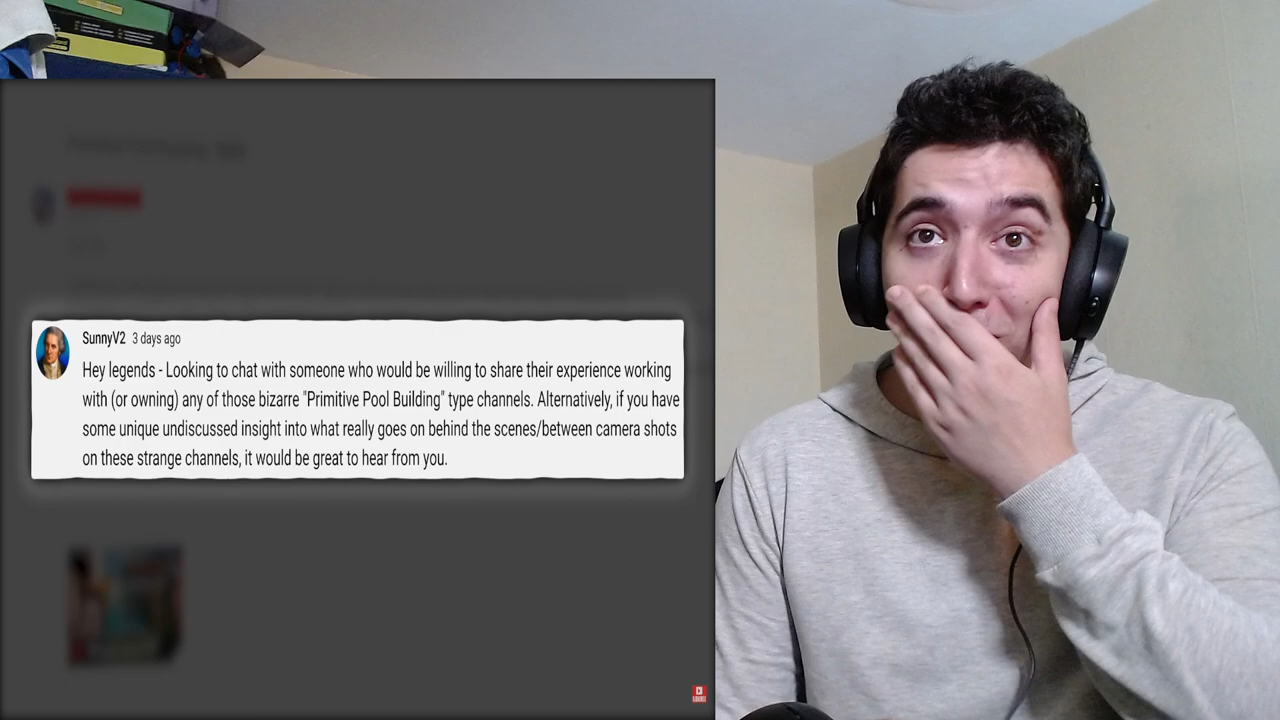 SunnyV2 3 days ago
Hey legends - Looking to chat with someone who would be willing to share their experience working
with (or owning) any of those bizarre "Primitive Pool Building" type channels. Alternatively, if you have
some unique undiscussed insight into what really goes on behind the scenes/between camera shots
on these strange channels, it would be great to hear from you.